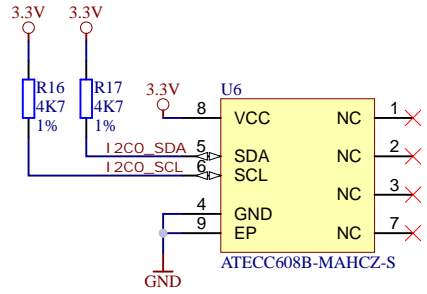 3.3V
3.3V
R16
4K7
1%
R17
4K7
1%
3.3V
U6
8
VCC
NC
1
I2C0_SDA
5
SDA
NC
2
I2C0_SCL
6
SCL
NC
3
4
GND
9
EP
NC
7
GND
ATECC608B-MAHCZ-S